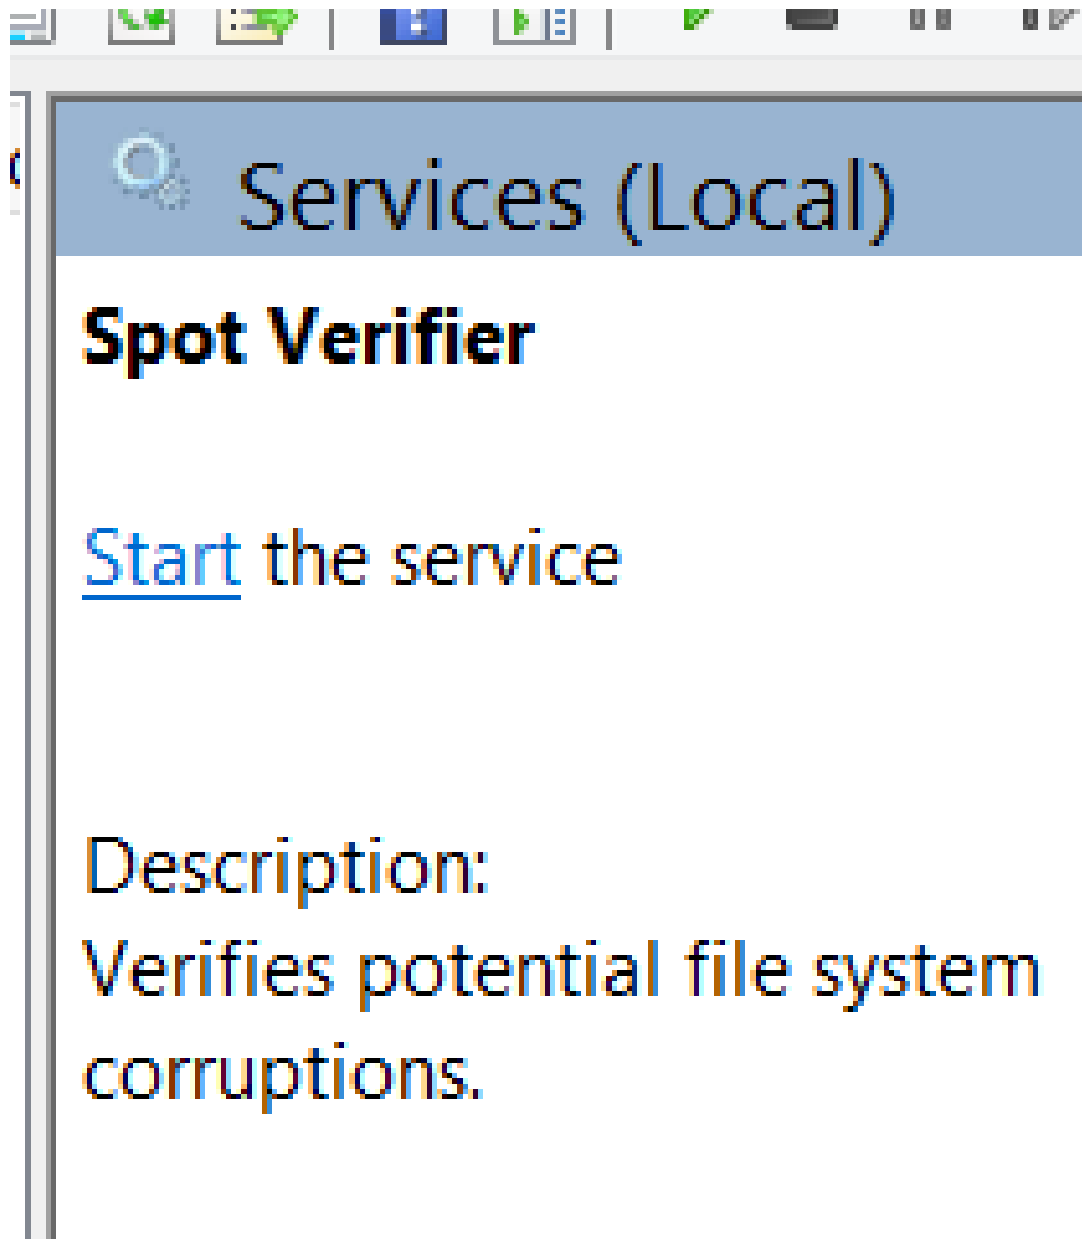 Services (Local)
Spot Verifier
Start the service
Description:
Verifies potential file system
corruptions.